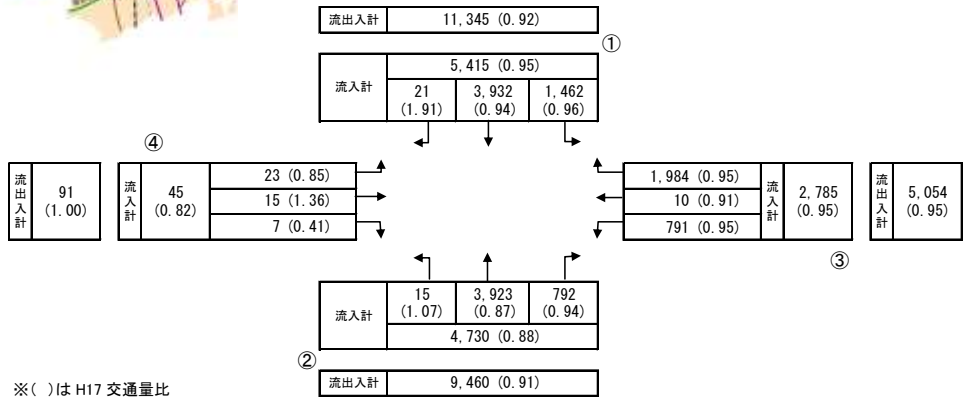 流出入計 11,345 (0.92)
①
流入計 5,415 (0.95)
21 3,932 1,462
(1.91) (0.94) (0.96)
④
流出入計 91 (1.00)
流入計 45 (0.82)
23 (0.85)
15 (1.36)
7 (0.41)
1,984 (0.95)
10 (0.91)
791 (0.95)
流入計 2,785 (0.95)
流出入計 5,054 (0.95)
③
流入計 15 3,923 792
(1.07) (0.87) (0.94)
4,730 (0.88)
②
流出入計 9,460 (0.91)
※( )は H17 交通量比